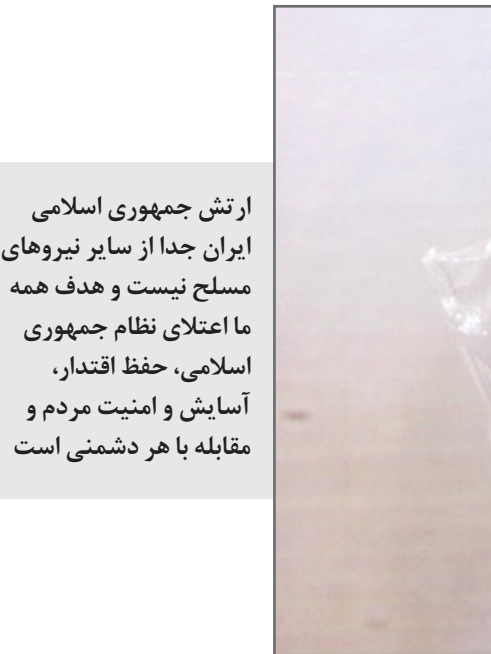 ارتش جمهوری اسلامی
ایران جدا از سایر نیروهای
مسلح نیست و هدف همه
ما اعتلای نظام جمهوری
اسلامی، حفظ اقتدار،
آسایش و امنیت مردم و
مقابله با هر دشمنی است